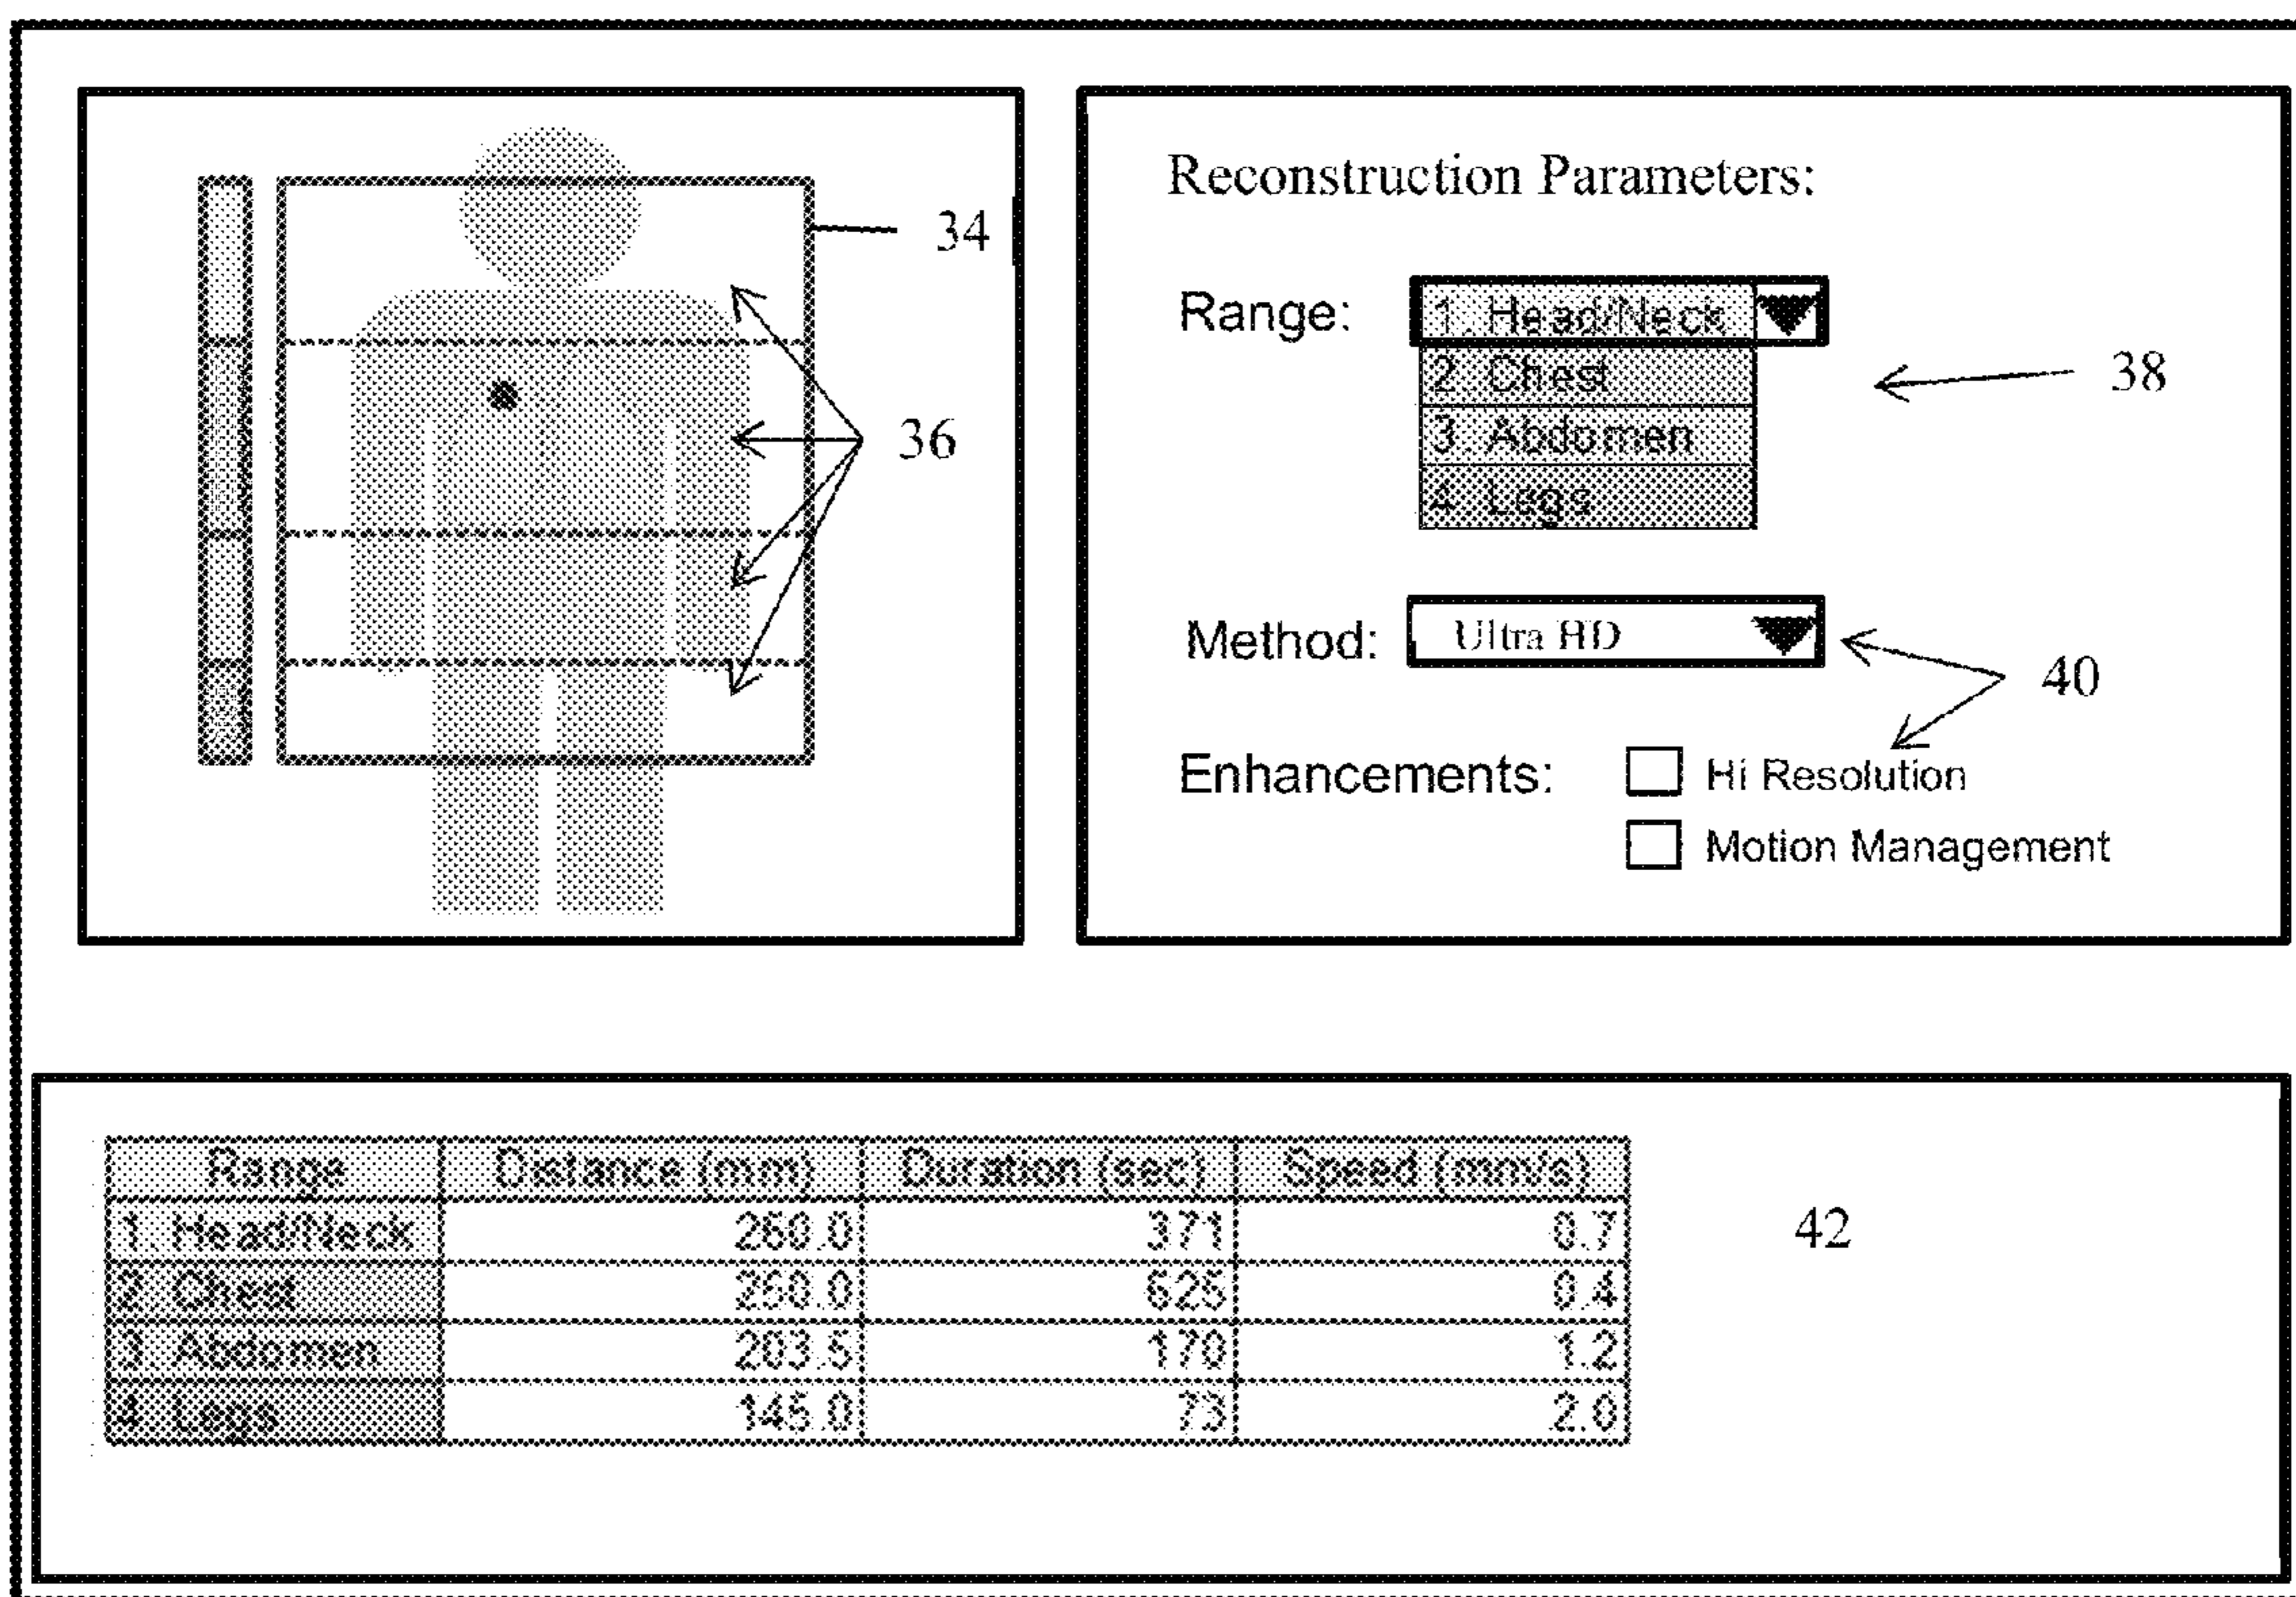 34
36
Reconstruction Parameters:
Range:
1. Head/Neck
2. Chest
3. Abdomen
4. Legs
38
Method: Ultra HD
40
Enhancements: Hi Resolution
Motion Management
Range Distance (mm) Duration (sec) Speed (mm/s)
1. Head/Neck 260.0 371 0.7
2. Chest 250.0 625 0.4
3. Abdomen 203.5 170 1.2
4. Legs 145.0 73 2.0
42